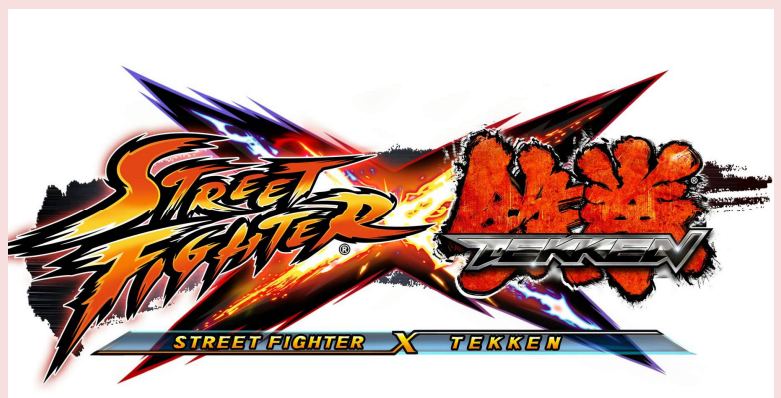 STREET
FIGHTER
®
鉄拳
®
TEKKEN
STREET FIGHTER X TEKKEN